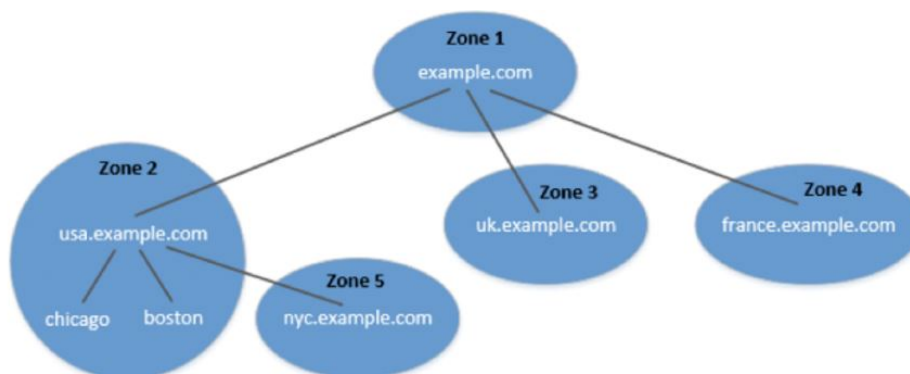 Zone 1
example.com
Zone 2
usa.example.com
chicago
boston
Zone 5
nyc.example.com
Zone 3
uk.example.com
Zone 4
france.example.com